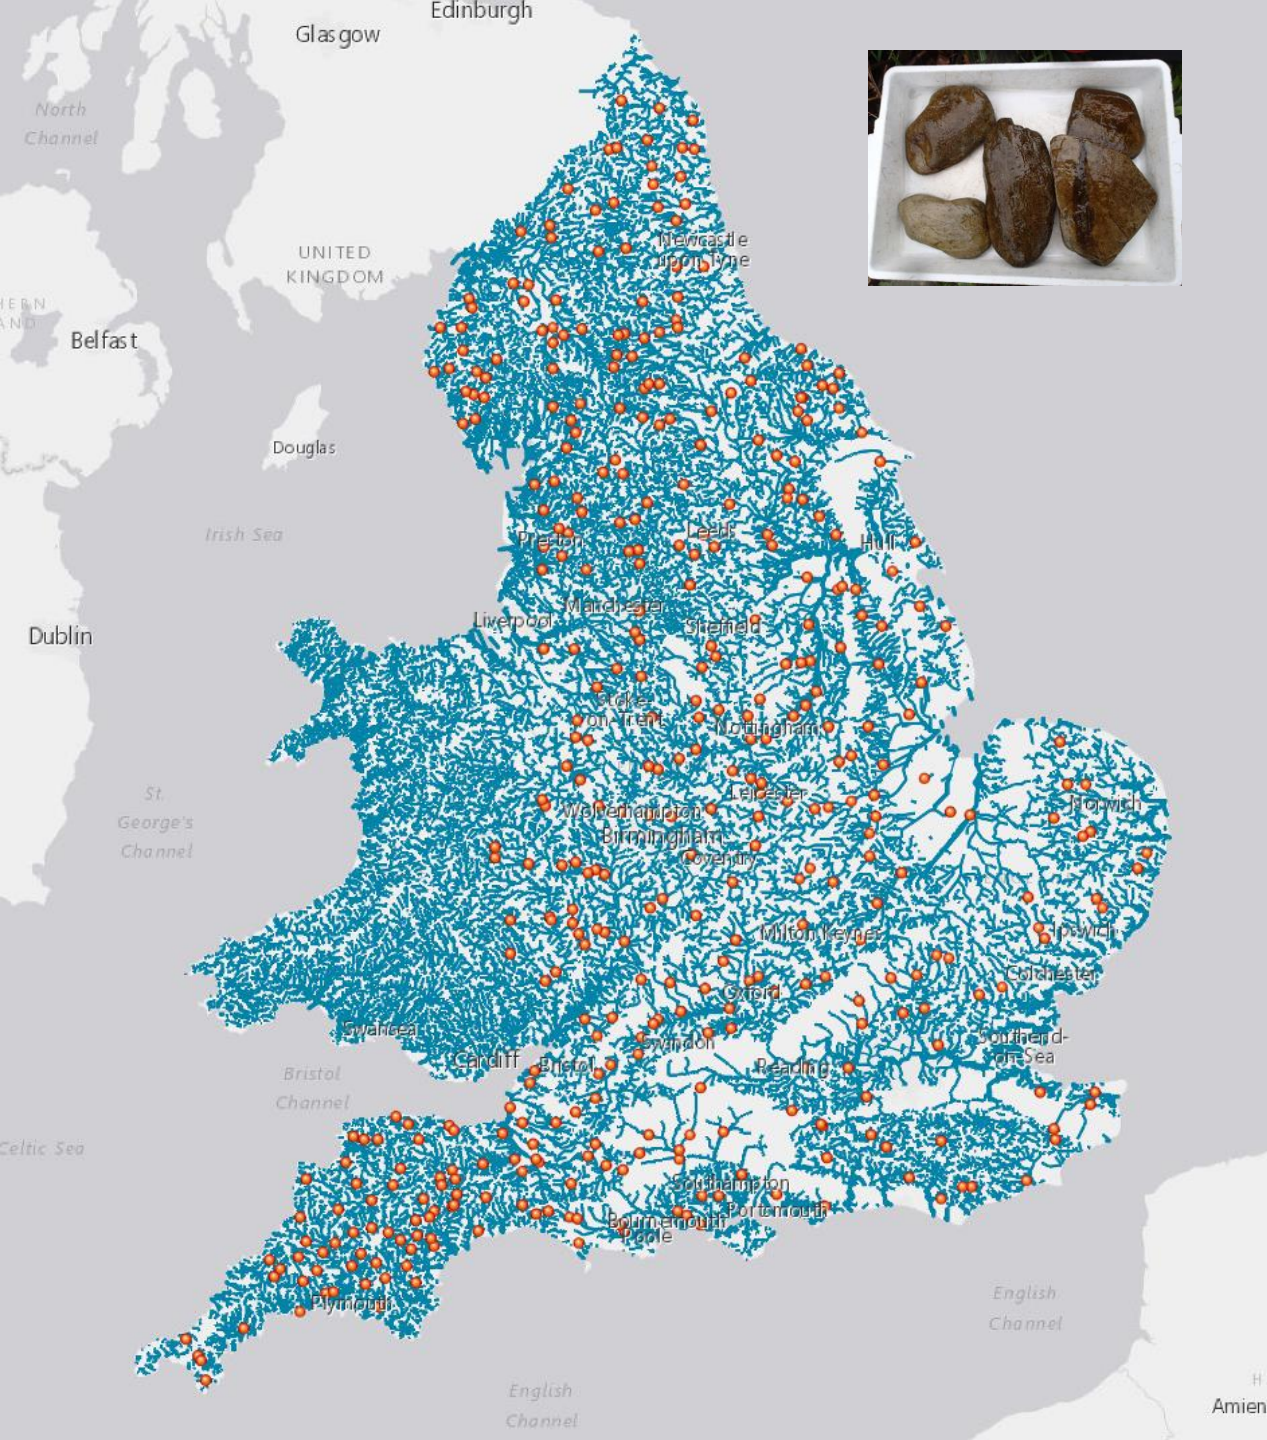 Edinburgh
Glasgow
North
Channel
UNITED
KINGDOM
Newcastle
upon Tyne
Belfast
Douglas
Irish Sea
Preston
Leeds
Hull
Manchester
Liverpool
Sheffield
Dublin
Stoke-
on-Trent
Nottingham
St.
George's
Channel
Leicester
Norwich
Wolverhampton
Birmingham
Coventry
Milton Keynes
Ipswich
Colchester
Oxford
Swansea
Swindon
Southend-
on-Sea
Cardiff
Bristol
Reading
Bristol
Channel
Celtic Sea
Southampton
Portsmouth
Bournemouth
Poole
Plymouth
English
Channel
English
Channel
H
Amien